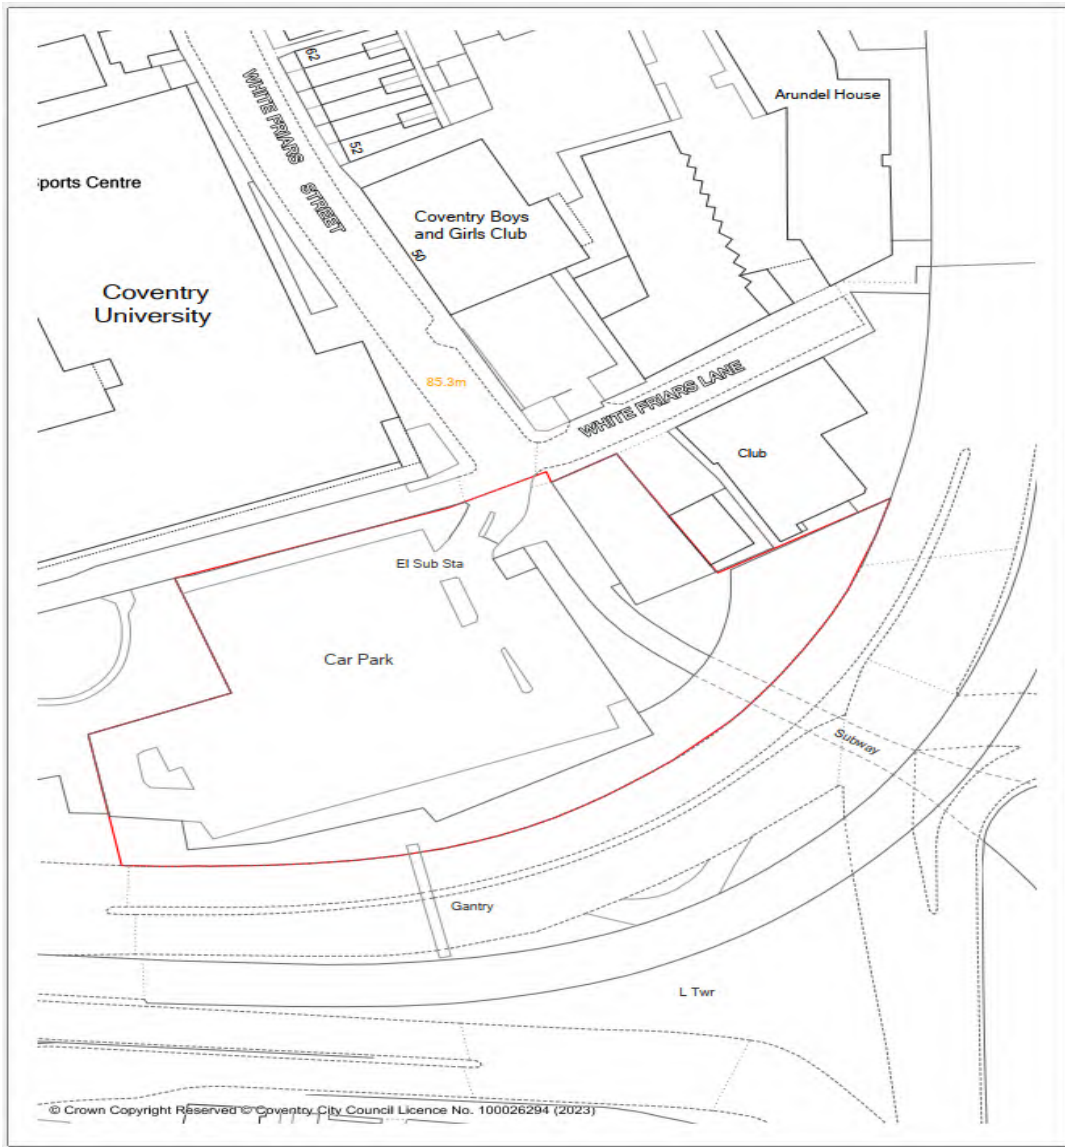 62
WHITE FRIARS
STREET
52
Arundel House
ports Centre
Coventry Boys
and Girls Club
50
Coventry
University
85.3m
WHITE FRIARS LANE
Club
El Sub Sta
Car Park
Subway
Gantry
L Twr
© Crown Copyright Reserved © Coventry City Council Licence No. 100026294 (2023)